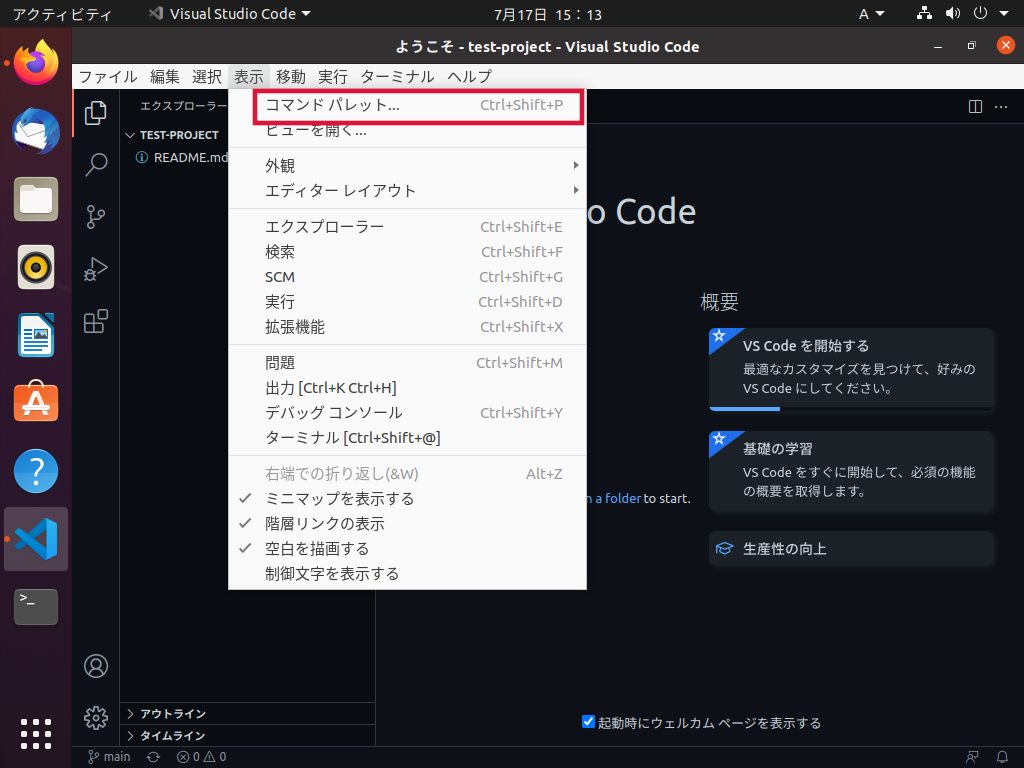 アクティビティ
Visual Studio Code
7月17日 15：13
A
ようこそ - test-project - Visual Studio Code
ファイル 編集 選択 表示 移動 実行 ターミナル ヘルプ
エクスプローラー
TEST-PROJECT
README.md
コマンド パレット... Ctrl+Shift+P
ビューを開く...
外観
エディター レイアウト
エクスプローラー Ctrl+Shift+E
検索 Ctrl+Shift+F
SCM Ctrl+Shift+G
実行 Ctrl+Shift+D
拡張機能 Ctrl+Shift+X
問題 Ctrl+Shift+M
出力 [Ctrl+K Ctrl+H]
デバッグ コンソール Ctrl+Shift+Y
ターミナル [Ctrl+Shift+@]
右端での折り返し(&W) Alt+Z
ミニマップを表示する
階層リンクの表示
空白を描画する
制御文字を表示する
o Code
概要
VS Code を開始する
最適なカスタマイズを見つけて、好みの
VS Code にしてください。
基礎の学習
VS Code をすぐに開始して、必須の機能
の概要を取得します。
n a folder to start.
生産性の向上
アウトライン
タイムライン
起動時にウェルカム ページを表示する
main 0 0